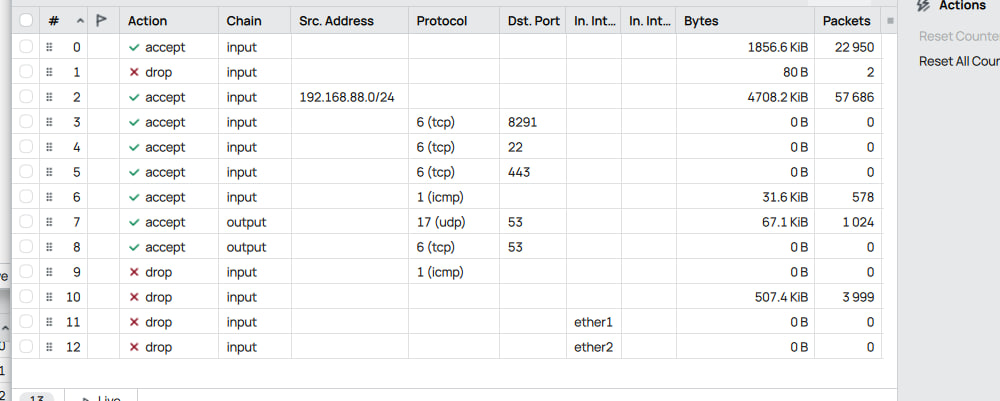 # Action Chain Src. Address Protocol Dst. Port In. Int... In. Int... Bytes Packets
0 accept input 1856.6 KiB 22 950
1 drop input 80 B 2
2 accept input 192.168.88.0/24 4708.2 KiB 57 686
3 accept input 6 (tcp) 8291 0 B 0
4 accept input 6 (tcp) 22 0 B 0
5 accept input 6 (tcp) 443 0 B 0
6 accept input 1 (icmp) 31.6 KiB 578
7 accept output 17 (udp) 53 67.1 KiB 1 024
8 accept output 6 (tcp) 53 0 B 0
9 drop input 1 (icmp) 0 B 0
10 drop input 507.4 KiB 3 999
11 drop input ether1 0 B 0
12 drop input ether2 0 B 0
13 Live
Actions
Reset Counte
Reset All Cour